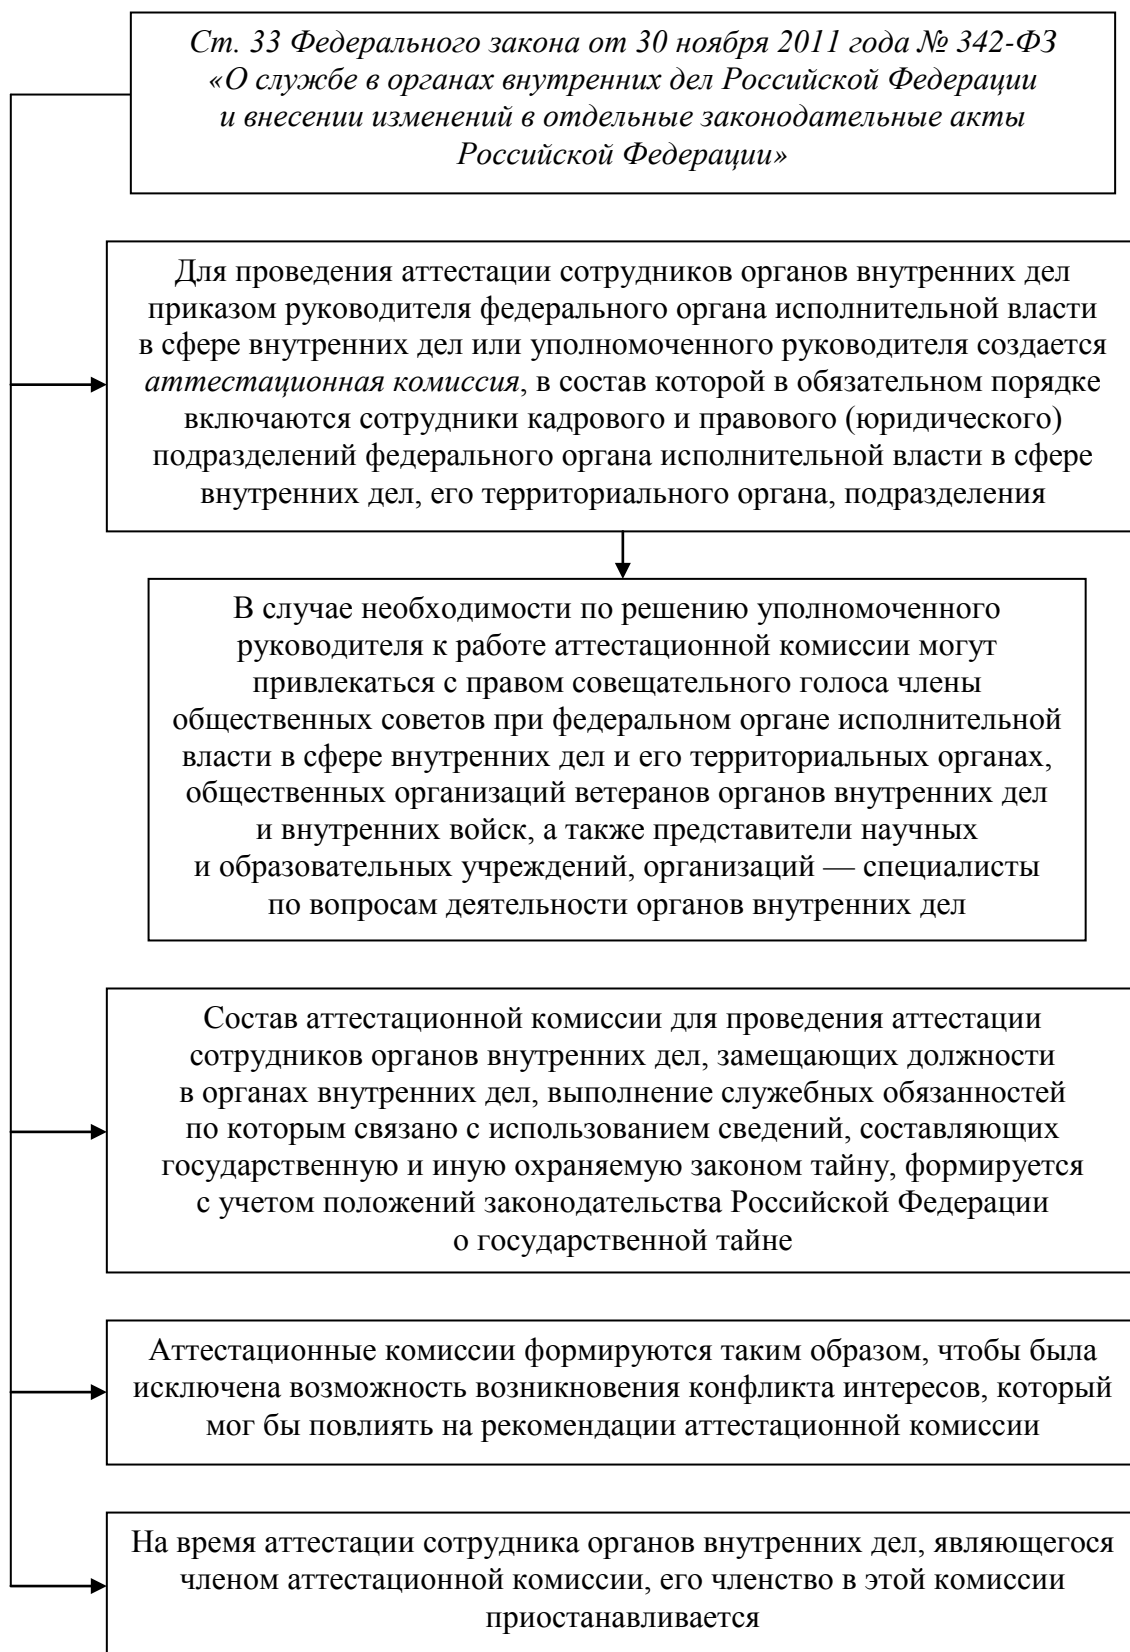 Ст. 33 Федерального закона от 30 ноября 2011 года № 342-ФЗ
«О службе в органах внутренних дел Российской Федерации
и внесении изменений в отдельные законодательные акты
Российской Федерации»
Для проведения аттестации сотрудников органов внутренних дел
приказом руководителя федерального органа исполнительной власти
в сфере внутренних дел или уполномоченного руководителя создается
аттестационная комиссия, в состав которой в обязательном порядке
включаются сотрудники кадрового и правового (юридического)
подразделений федерального органа исполнительной власти в сфере
внутренних дел, его территориального органа, подразделения
В случае необходимости по решению уполномоченного
руководителя к работе аттестационной комиссии могут
привлекаться с правом совещательного голоса члены
общественных советов при федеральном органе исполнительной
власти в сфере внутренних дел и его территориальных органах,
общественных организаций ветеранов органов внутренних дел
и внутренних войск, а также представители научных
и образовательных учреждений, организаций — специалисты
по вопросам деятельности органов внутренних дел
Состав аттестационной комиссии для проведения аттестации
сотрудников органов внутренних дел, замещающих должности
в органах внутренних дел, выполнение служебных обязанностей
по которым связано с использованием сведений, составляющих
государственную и иную охраняемую законом тайну, формируется
с учетом положений законодательства Российской Федерации
о государственной тайне
Аттестационные комиссии формируются таким образом, чтобы была
исключена возможность возникновения конфликта интересов, который
мог бы повлиять на рекомендации аттестационной комиссии
На время аттестации сотрудника органов внутренних дел, являющегося
членом аттестационной комиссии, его членство в этой комиссии
приостанавливается